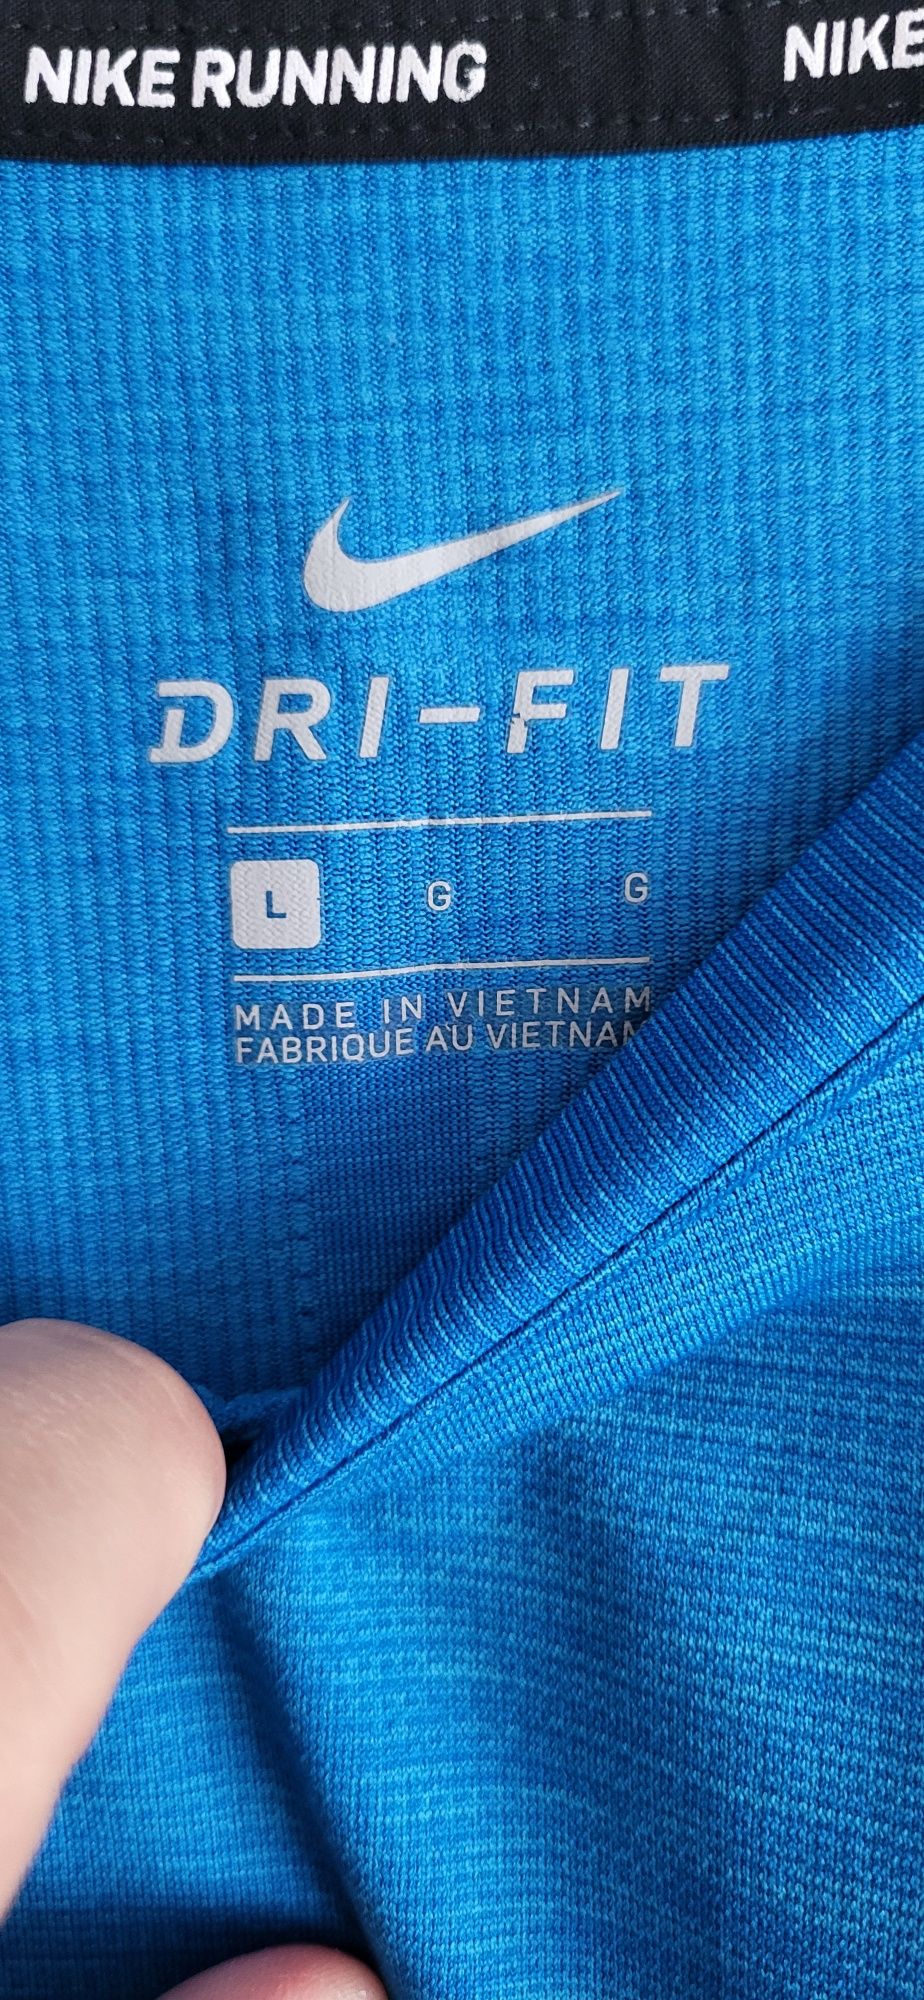 NIKE RUNNING NIKE
DRI-FIT
L G G
MADE IN VIETNAM
FABRIQUE AU VIETNAM